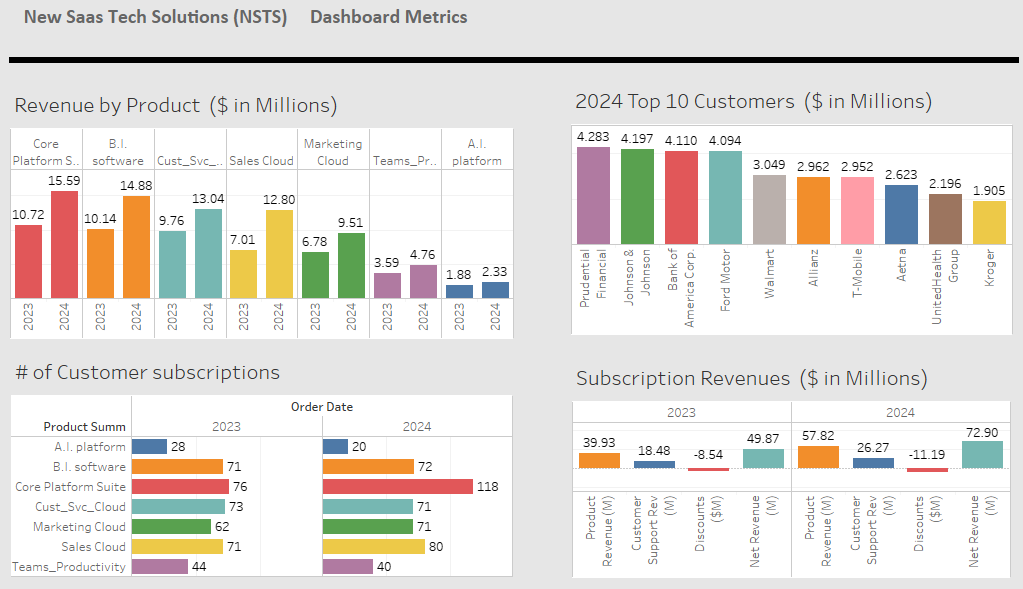 New Saas Tech Solutions (NSTS) Dashboard Metrics
Revenue by Product ($ in Millions)
Core
Platform S..
B.I.
software
Cust_Svc_..
Sales Cloud
Marketing
Cloud
Teams_Pr..
A.I.
platform
10.72
15.59
10.14
14.88
9.76
13.04
7.01
12.80
6.78
9.51
3.59
4.76
1.88
2.33
2023
2024
2023
2024
2023
2024
2023
2024
2023
2024
2023
2024
2023
2024
2024 Top 10 Customers ($ in Millions)
4.283
4.197
4.110
4.094
3.049
2.962
2.952
2.623
2.196
1.905
Prudential
Financial
Johnson &
Johnson
Bank of
America Corp.
Ford Motor
Walmart
Allianz
T-Mobile
Aetna
UnitedHealth
Group
Kroger
# of Customer subscriptions
Order Date
Product Summ
2023
2024
A.I. platform 28 20
B.I. software 71 72
Core Platform Suite 76 118
Cust_Svc_Cloud 73 71
Marketing Cloud 62 71
Sales Cloud 71 80
Teams_Productivity 44 40
Subscription Revenues ($ in Millions)
2023
2024
39.93
18.48
-8.54
49.87
57.82
26.27
-11.19
72.90
Product
Revenue (M)
Customer
Support Rev
(M)
Discounts
($M)
Net Revenue
(M)
Product
Revenue (M)
Customer
Support Rev
(M)
Discounts
($M)
Net Revenue
(M)